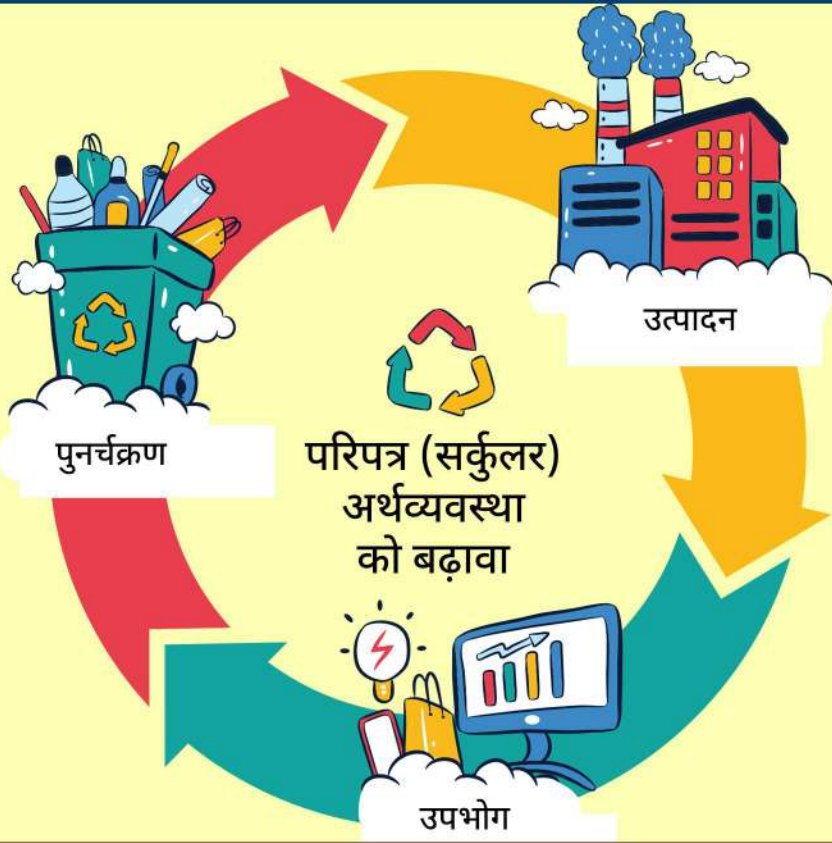 उत्पादन
पुनर्चक्रण
परिपत्र (सर्कुलर)
अर्थव्यवस्था
को बढ़ावा
उपभोग